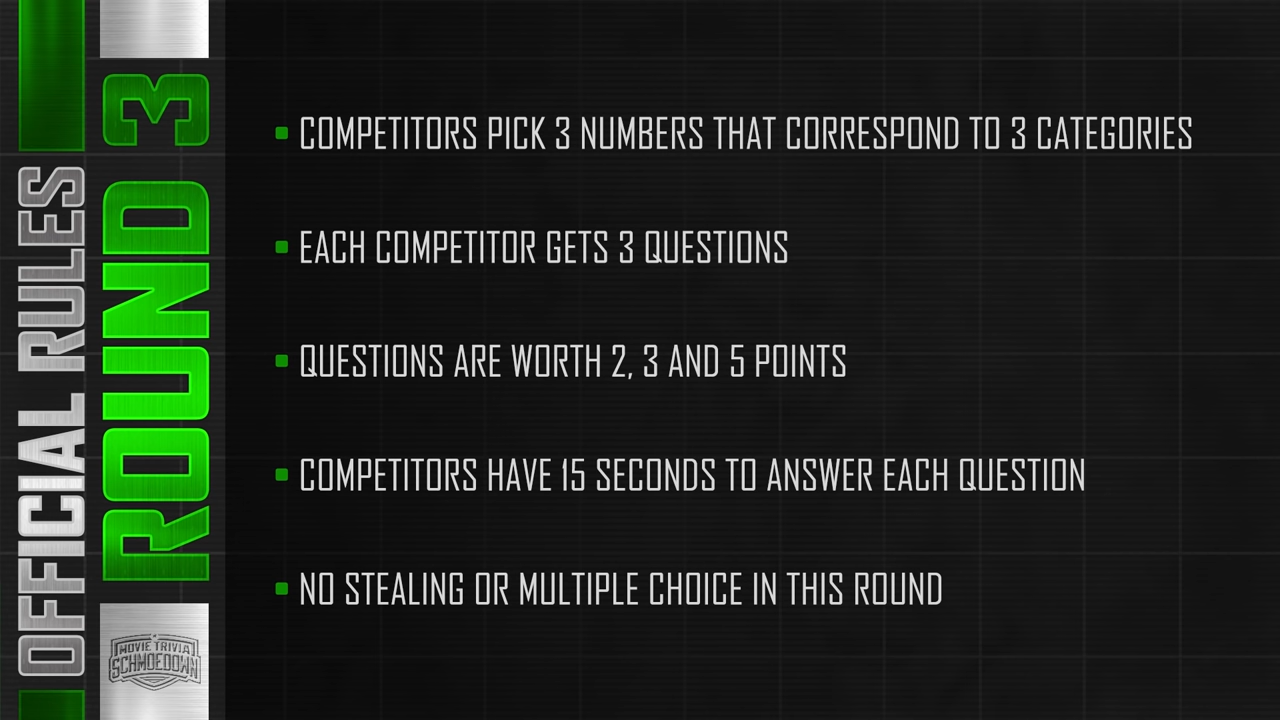 OFFICIAL RULES
ROUND 3
COMPETITORS PICK 3 NUMBERS THAT CORRESPOND TO 3 CATEGORIES
EACH COMPETITOR GETS 3 QUESTIONS
QUESTIONS ARE WORTH 2, 3 AND 5 POINTS
COMPETITORS HAVE 15 SECONDS TO ANSWER EACH QUESTION
NO STEALING OR MULTIPLE CHOICE IN THIS ROUND
MOVIE TRIVIA
SCHMOEDOWN